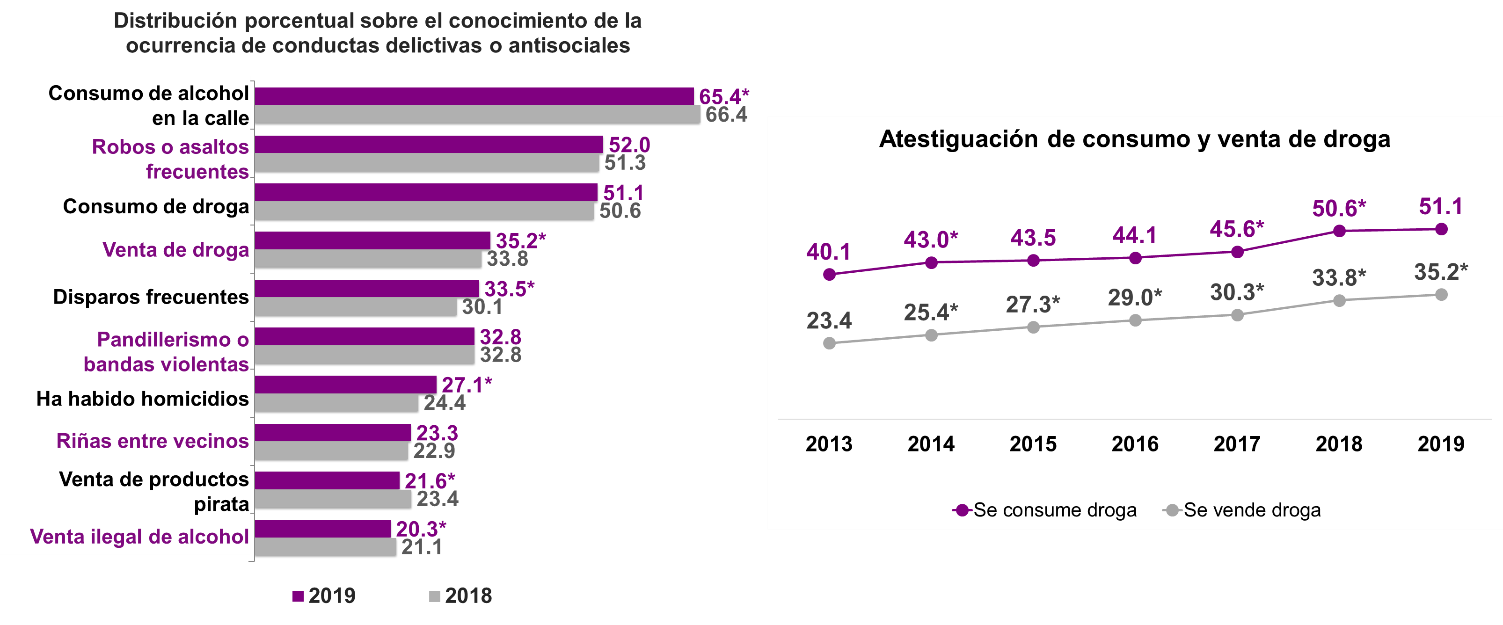 Distribución porcentual sobre el conocimiento de la
ocurrencia de conductas delictivas o antisociales
Consumo de alcohol
en la calle
65.4*
66.4
Robos o asaltos
frecuentes
52.0
51.3
Consumo de droga
51.1
50.6
Venta de droga
35.2*
33.8
Disparos frecuentes
33.5*
30.1
Pandillerismo o
bandas violentas
32.8
32.8
Ha habido homicidios
27.1*
24.4
Riñas entre vecinos
23.3
22.9
Venta de productos
pirata
21.6*
23.4
Venta ilegal de alcohol
20.3*
21.1
2019 2018
Atestiguación de consumo y venta de droga
40.1 43.0* 43.5 44.1 45.6* 50.6* 51.1
23.4 25.4* 27.3* 29.0* 30.3* 33.8* 35.2*
2013 2014 2015 2016 2017 2018 2019
Se consume droga Se vende droga